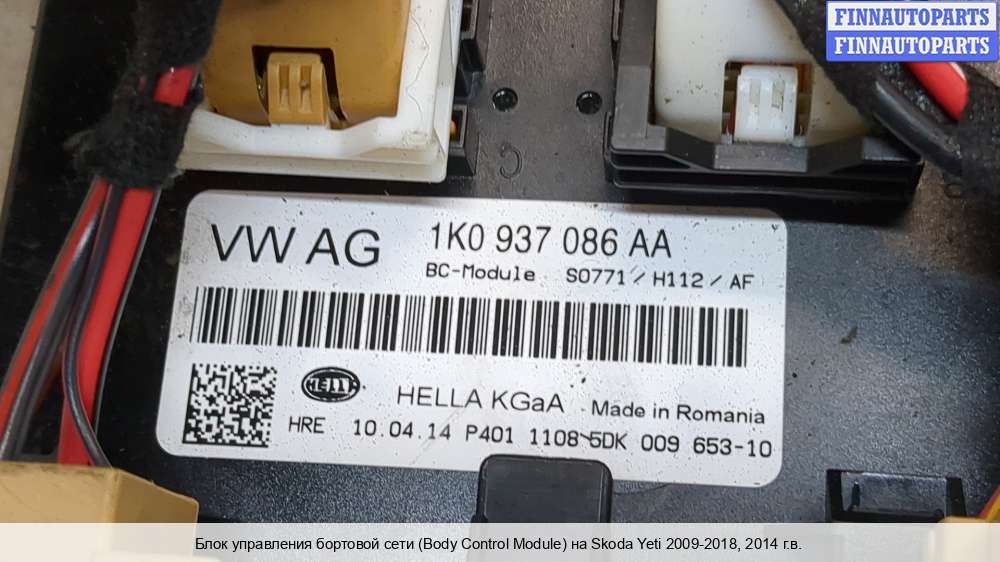 FINNAUTOPARTS
FINNAUTOPARTS
C
VW AG
1K0 937 086 AA
BC-Module S0771 / H112 / AF
HELLA
HELLA KGaA Made in Romania
HRE 10.04.14 P401 1108 5DK 009 653-10
Блок управления бортовой сети (Body Control Module) на Skoda Yeti 2009-2018, 2014 г.в.